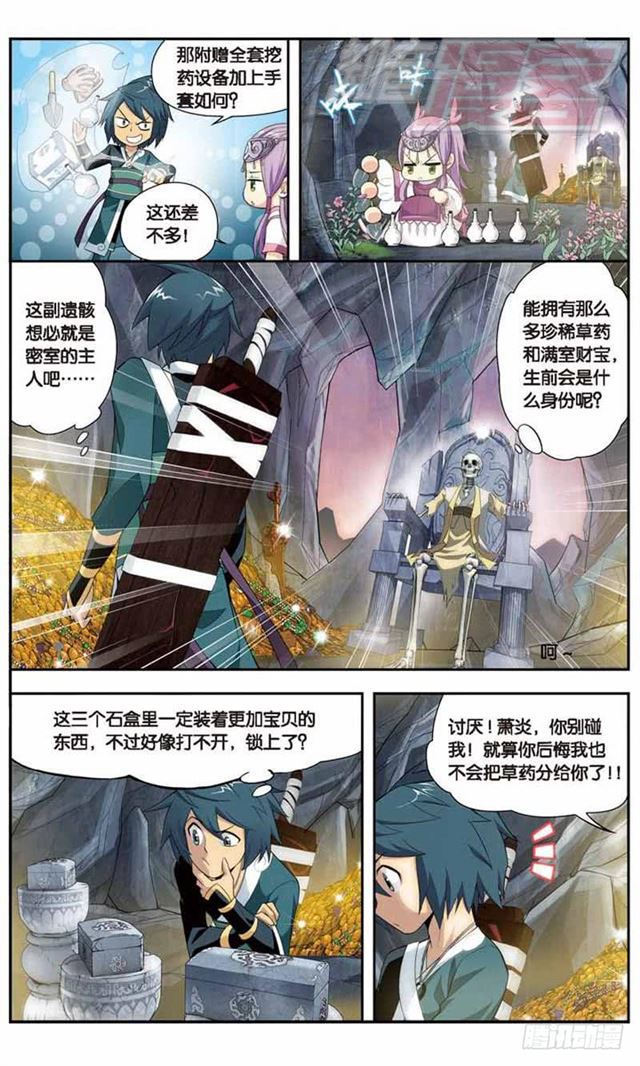 那附赠全套挖
药设备加上手
套如何？
这还差
不多！
咻
咻
这副遗骸
想必就是
密室的主
人吧……
能拥有那么
多珍稀草药
和满室财宝，
生前会是什
么身份呢？
呵~
这三个石盒里一定装着更加宝贝的
东西，不过好像打不开，锁上了？
讨厌！萧炎，你别碰
我！就算你后悔我也
不会把草药分给你了！！
腾讯动漫